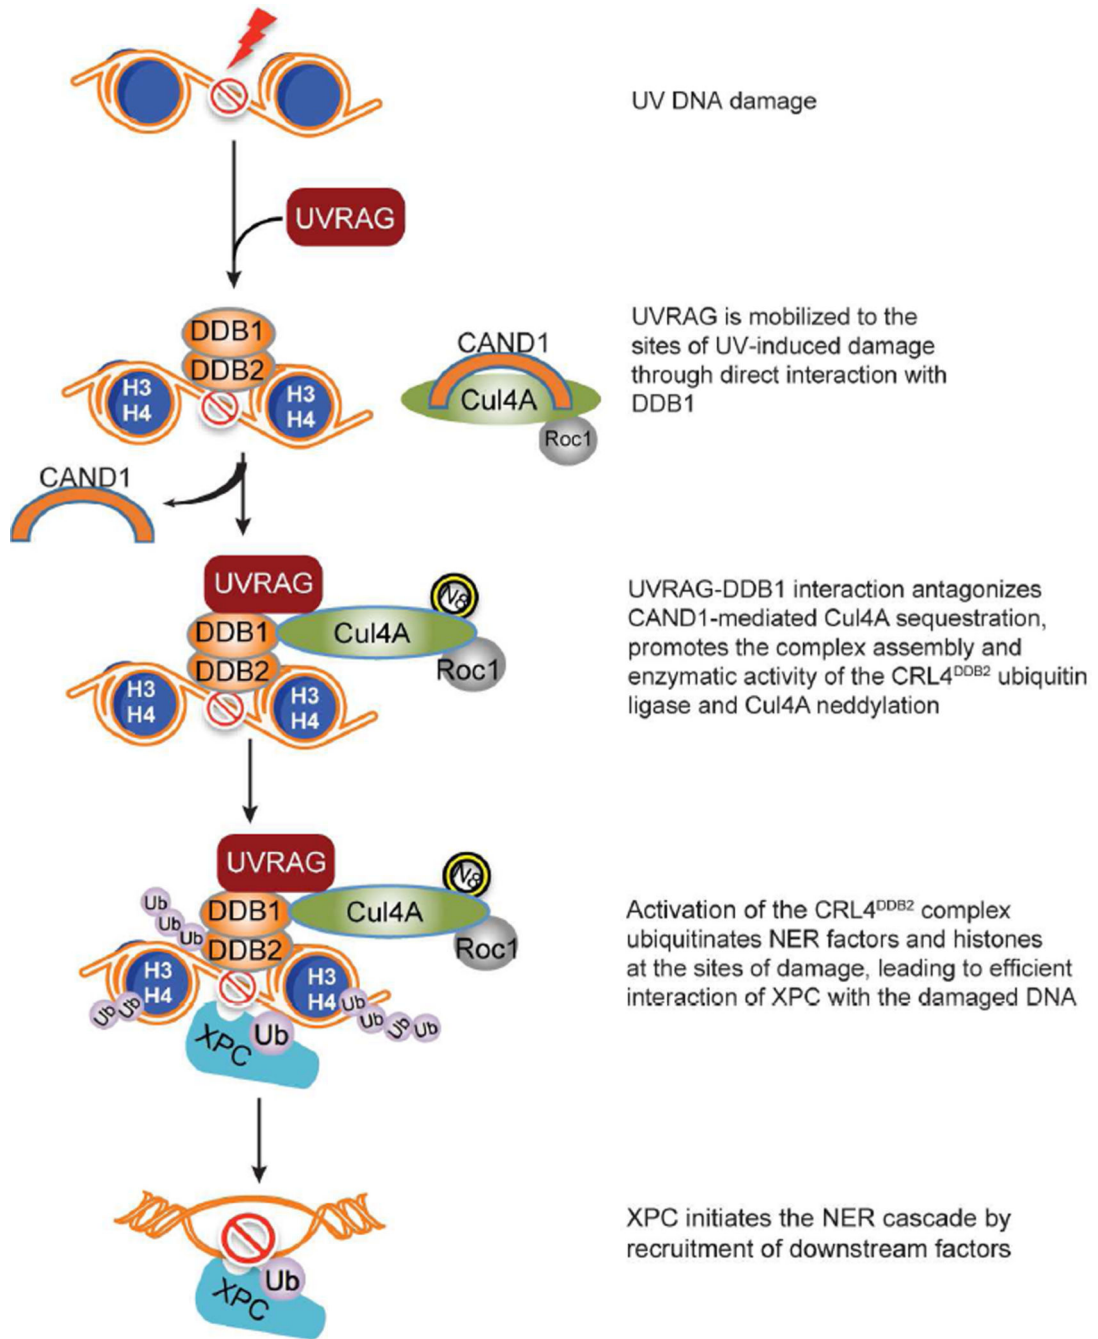 UV DNA damage
UVRAG
UVRAG is mobilized to the
sites of UV-induced damage
through direct interaction with
DDB1
DDB1
DDB2
H3
H4
H3
H4
CAND1
Cul4A
Roc1
CAND1
UVRAG
DDB1
DDB2
Cul4A
N8
Roc1
H3
H4
H3
H4
UVRAG-DDB1 interaction antagonizes
CAND1-mediated Cul4A sequestration,
promotes the complex assembly and
enzymatic activity of the CRL4DDB2 ubiquitin
ligase and Cul4A neddylation
UVRAG
DDB1
DDB2
Cul4A
N8
Roc1
Ub
Ub
Ub
H3
H4
H3
H4
Ub
Ub
Ub
Ub
Ub
Ub
XPC
Ub
Activation of the CRL4DDB2 complex
ubiquitinates NER factors and histones
at the sites of damage, leading to efficient
interaction of XPC with the damaged DNA
XPC
Ub
XPC initiates the NER cascade by
recruitment of downstream factors